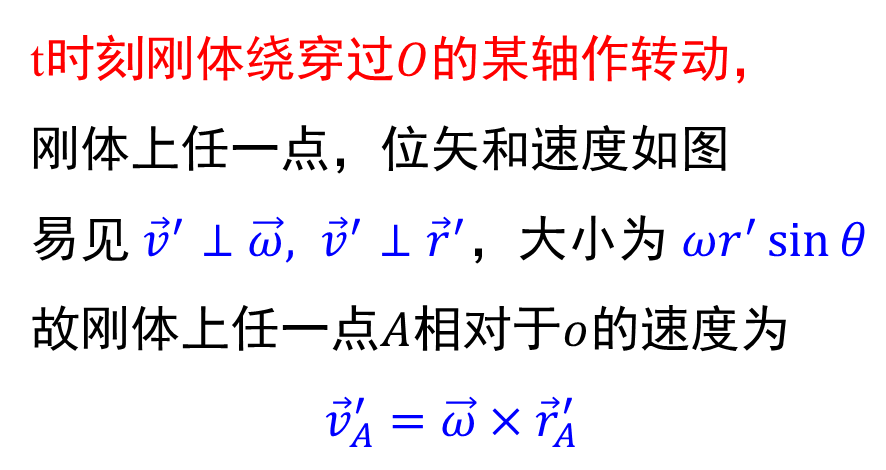 t时刻刚体绕穿过O的某轴作转动，
刚体上任一点，位矢和速度如图
易见 v⃗′ ⊥ ω⃗, v⃗′ ⊥ r⃗′，大小为 ωr′ sin θ
故刚体上任一点A相对于o的速度为
v⃗′_A = ω⃗ × r⃗′_A